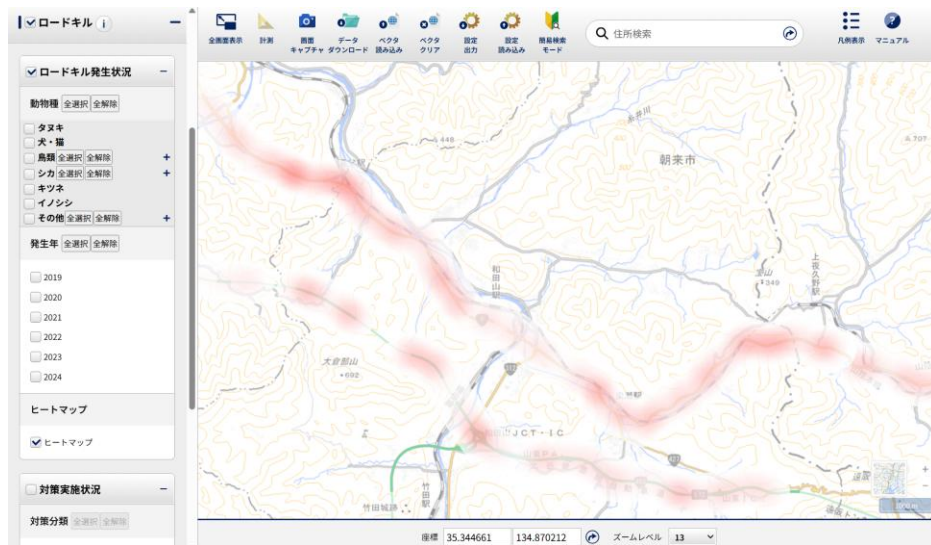 ロードキル i
ロードキル発生状況
動物種 全選択 全解除
タヌキ
犬・猫
鳥類 全選択 全解除
シカ 全選択 全解除
キツネ
イノシシ
その他 全選択 全解除
発生年 全選択 全解除
2019
2020
2021
2022
2023
2024
ヒートマップ
ヒートマップ
対策実施状況
対策分類 全選択 全解除
全画面表示
計測
画面
キャプチャ
データ
ダウンロード
ベクタ
読み込み
ベクタ
クリア
設定
出力
設定
読み込み
簡易検索
モード
住所検索
凡例表示
マニュアル
448
糸井川
朝来市
707
和田山駅
宝山
349
上夜久野駅
大倉部山
692
JCT・IC
竹田駅
竹田城跡
座標 35.344661 134.870212 ズームレベル 13